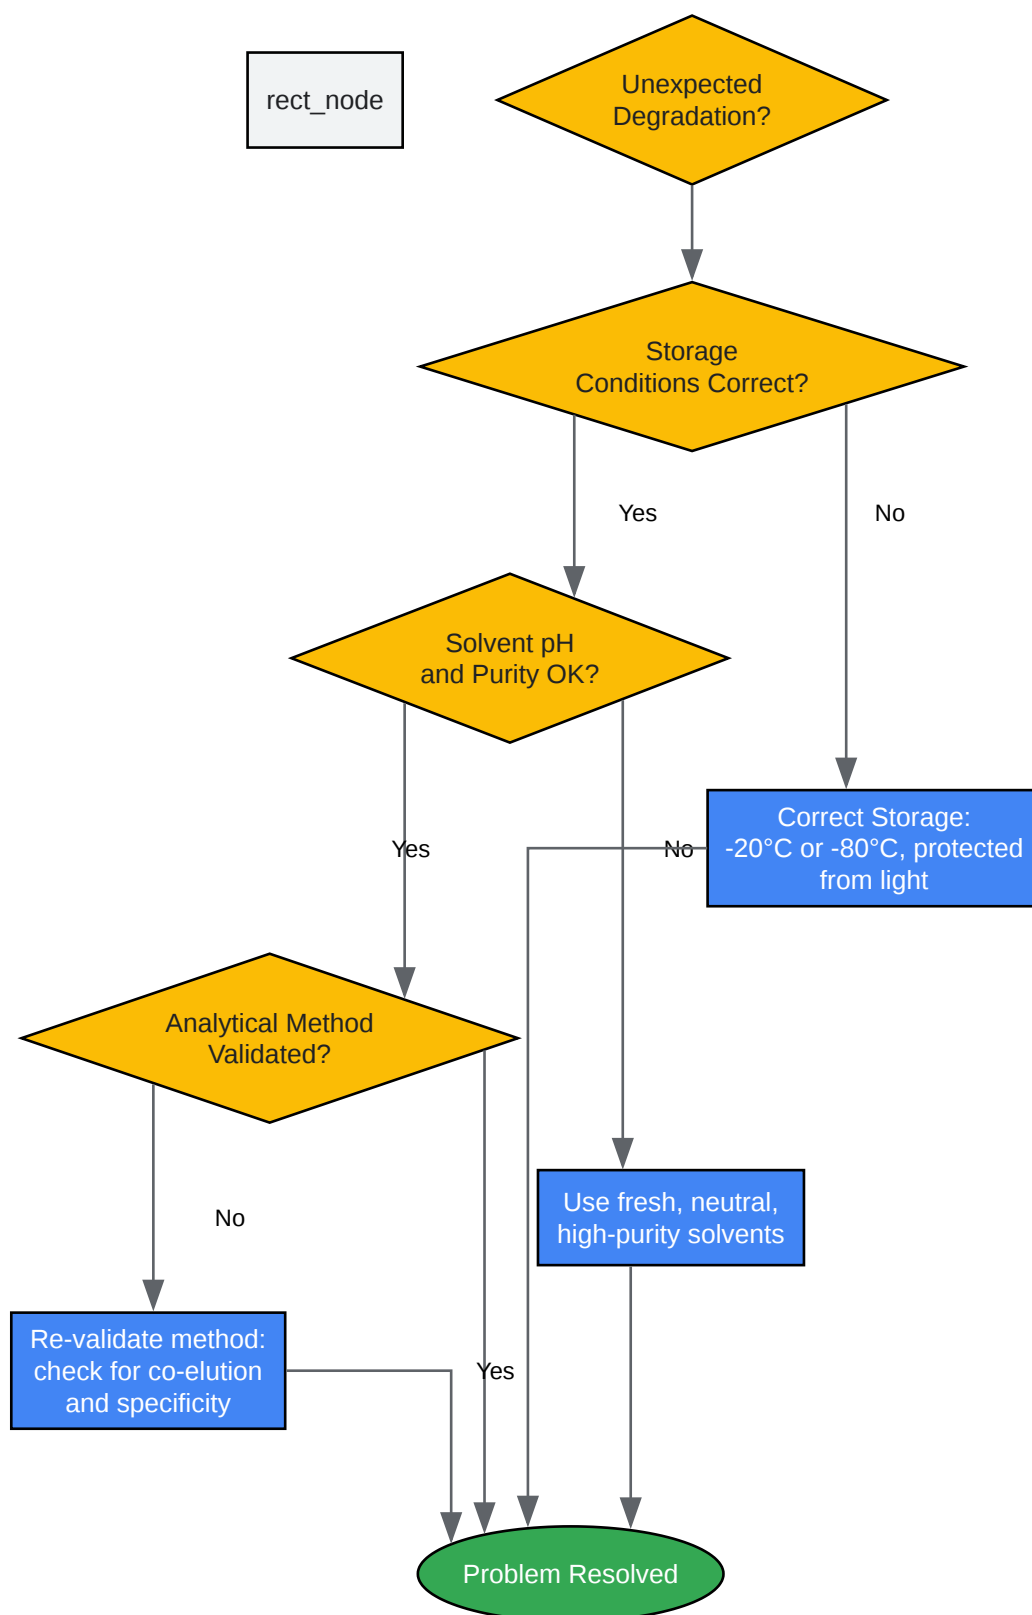 rect_node
Unexpected
Degradation?
Storage
Conditions Correct?
Yes
No
Solvent pH
and Purity OK?
Correct Storage:
-20°C or -80°C, protected
from light
Yes
No
Analytical Method
Validated?
Use fresh, neutral,
high-purity solvents
No
Re-validate method:
check for co-elution
and specificity
Yes
Problem Resolved